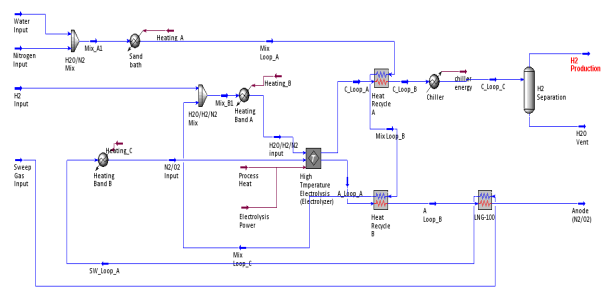 Water
Input
Nitrogen
Input
H2O/N2
Mix
Mix_A1
Heating_A
Sand
bath
Mix
Loop_A
H2
Input
H2O/H2/N2
Mix
Mix_B1
Heating_B
Heating
Band A
H2O/H2/N2
input
C_Loop_A
Heat
Recycle
A
C_Loop_B
Chiller
chiller
energy
C_Loop_C
H2
Production
H2
Separation
H2O
Vent
Mix Loop_B
Heating_C
Heating
Band B
N2/O2
Input
Sweep
Gas
Input
Process
Heat
Electrolysis
Power
High
Tmperature
Electrolysis
(Electrolyzer)
A_Loop_A
Heat
Recycle
B
A
Loop_B
LNG-100
Anode
(N2/O2)
Mix
Loop_C
SW_Loop_A